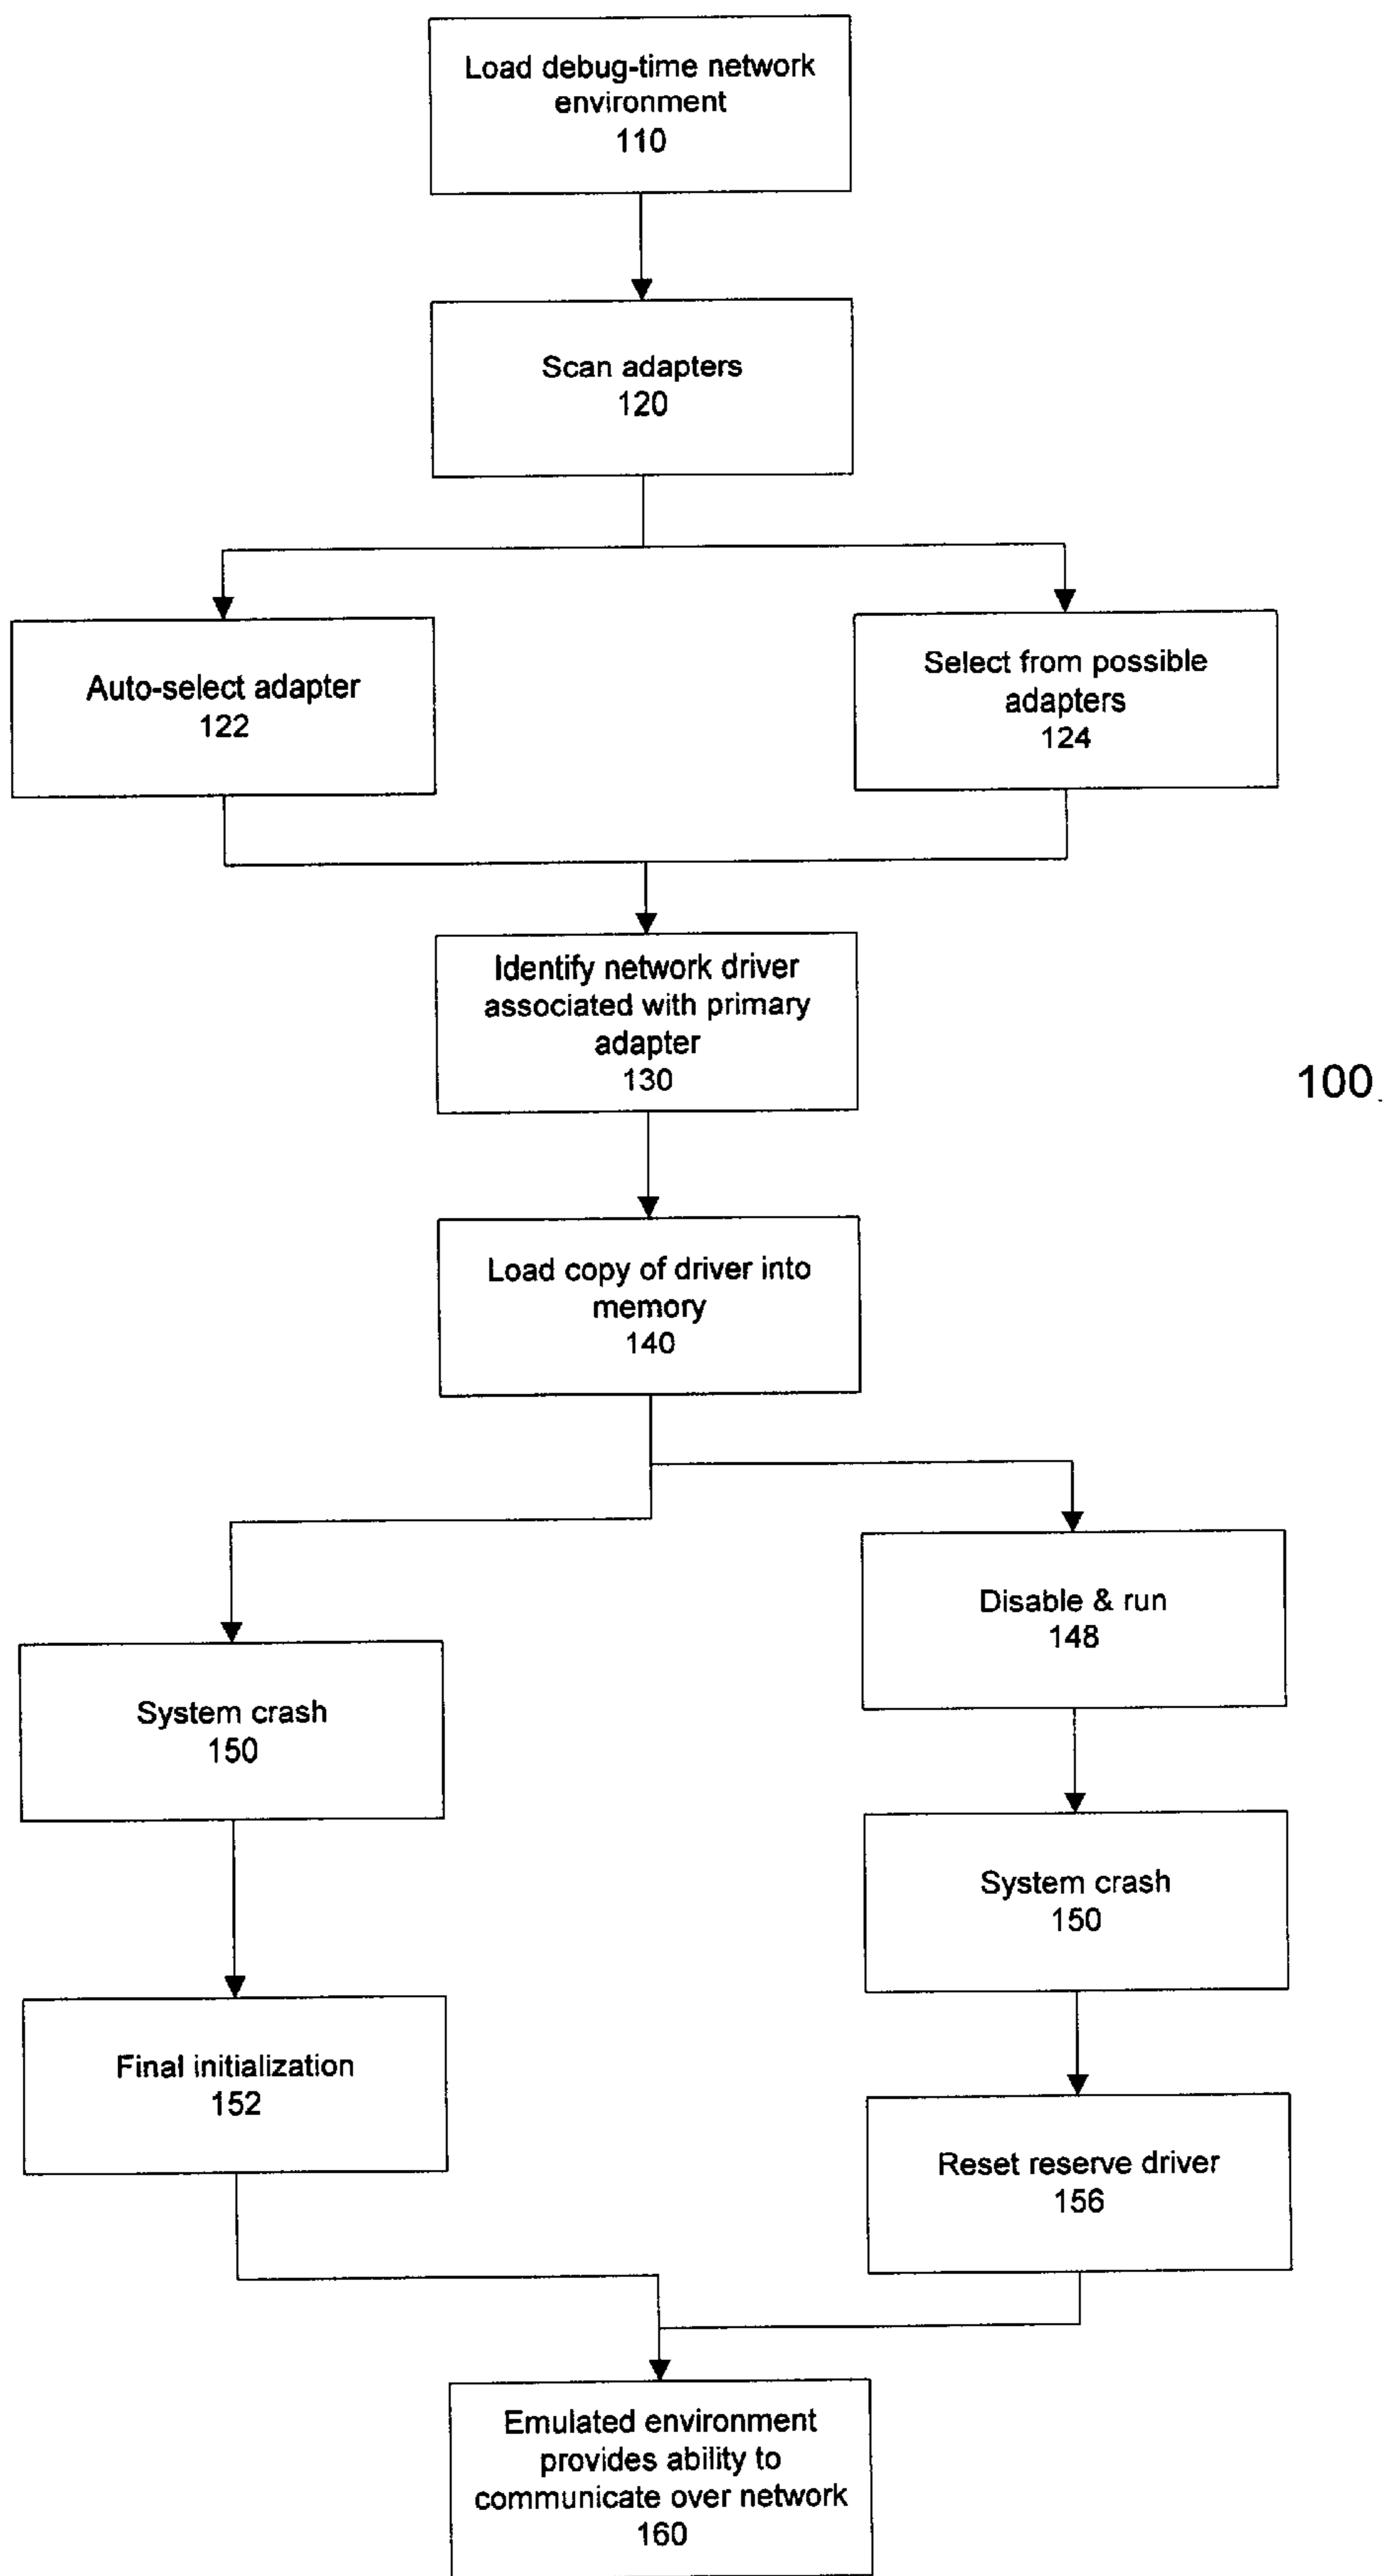 Load debug-time network
environment
110
Scan adapters
120
Auto-select adapter
122
Select from possible
adapters
124
Identify network driver
associated with primary
adapter
130
100
Load copy of driver into
memory
140
Disable & run
148
System crash
150
System crash
150
Final initialization
152
Reset reserve driver
156
Emulated environment
provides ability to
communicate over network
160